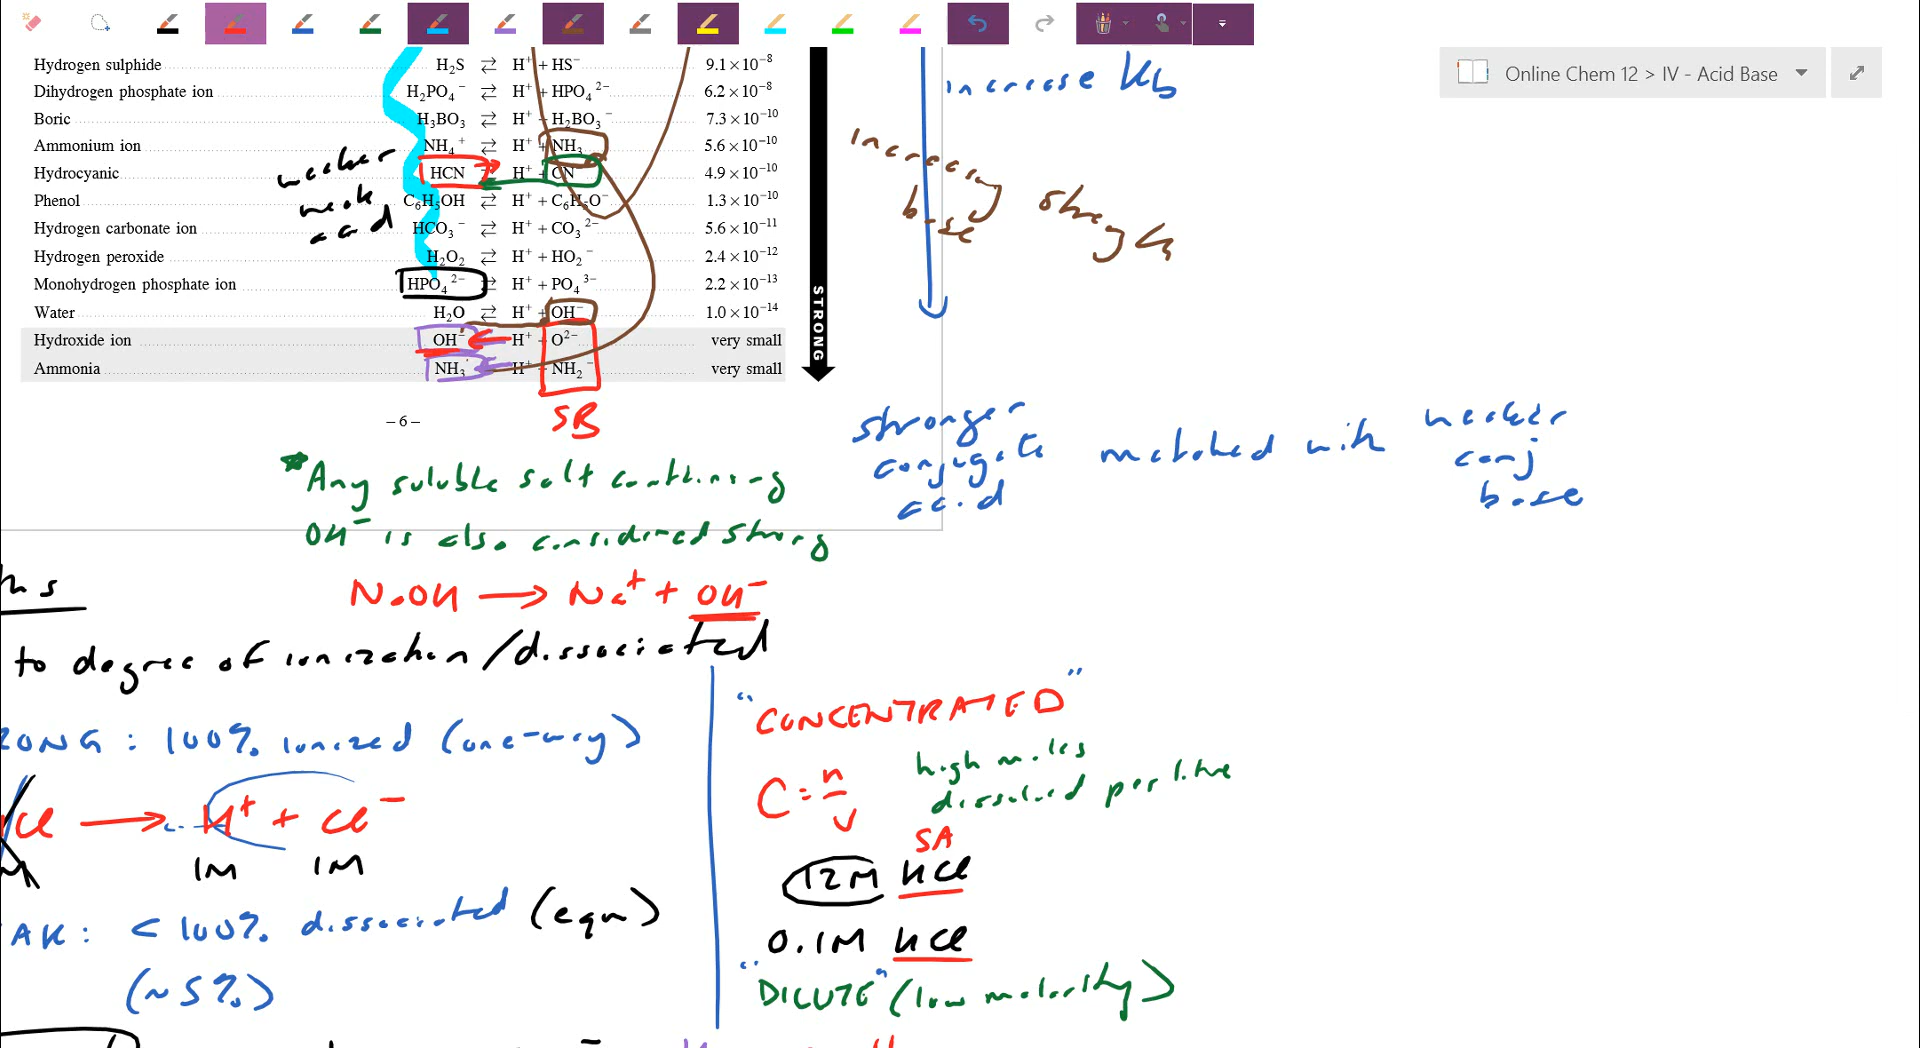 Online Chem 12 > IV - Acid Base
Hydrogen sulphide H₂S ⇄ H⁺ + HS⁻ 9.1×10⁻⁸
Dihydrogen phosphate ion H₂PO₄⁻ ⇄ H⁺ + HPO₄²⁻ 6.2×10⁻⁸
Boric H₃BO₃ ⇄ H⁺ + H₂BO₃⁻ 7.3×10⁻¹⁰
Ammonium ion NH₄⁺ ⇄ H⁺ + NH₃ 5.6×10⁻¹⁰
Hydrocyanic HCN ⇄ H⁺ + CN⁻ 4.9×10⁻¹⁰
Phenol C₆H₅OH ⇄ H⁺ + C₆H₅O⁻ 1.3×10⁻¹⁰
Hydrogen carbonate ion HCO₃⁻ ⇄ H⁺ + CO₃²⁻ 5.6×10⁻¹¹
Hydrogen peroxide H₂O₂ ⇄ H⁺ + HO₂⁻ 2.4×10⁻¹²
Monohydrogen phosphate ion HPO₄²⁻ ⇄ H⁺ + PO₄³⁻ 2.2×10⁻¹³
Water H₂O ⇄ H⁺ + OH⁻ 1.0×10⁻¹⁴
Hydroxide ion OH⁻ H⁺ + O²⁻ very small
Ammonia NH₃ H⁺ + NH₂⁻ very small
STRONG
weaker
weak
acid
increase Kb
increasing
base strength
– 6 –
SB
stronger
conjugate
acid
matched with
weaker
conj
base
*Any soluble salt containing
OH⁻ is also considered strong
NaOH → Na⁺ + OH⁻
to degree of ionization/dissociated
RONG: 100% ionized (one-way)
HCl → H⁺ + Cl⁻
1M 1M
AK: < 100% dissociated (eqm)
(~5%)
"CONCENTRATED"
C = n
V
high moles
dissolved per litre
SA
12M HCl
0.1M HCl
"DILUTE" (low molarity)